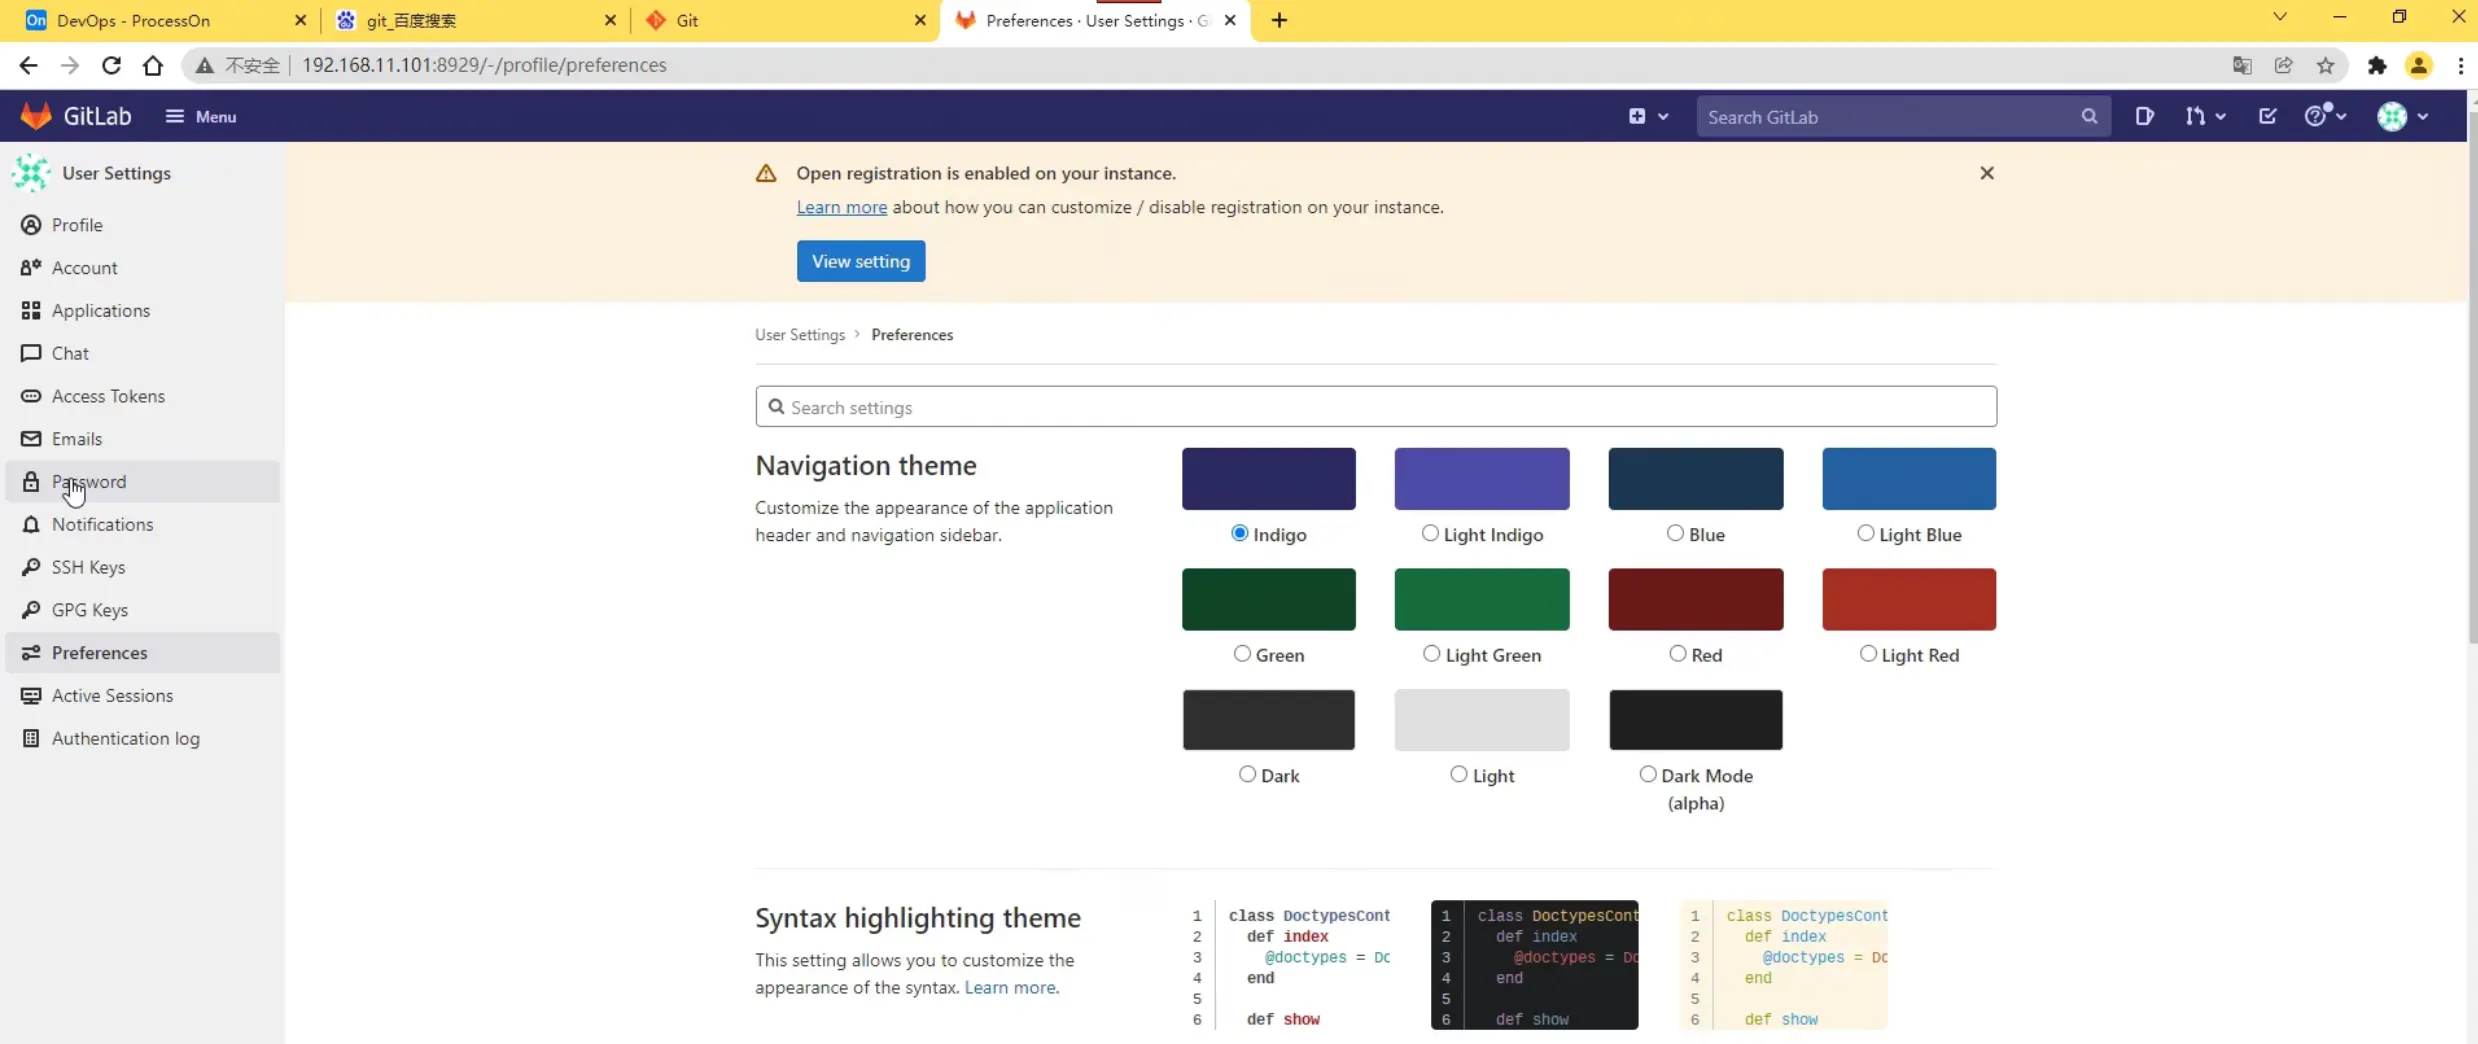 DevOps - ProcessOn
git_百度搜索
Git
Preferences · User Settings · G
不安全
192.168.11.101:8929/-/profile/preferences
GitLab
Menu
Search GitLab
User Settings
Profile
Account
Applications
Chat
Access Tokens
Emails
Password
Notifications
SSH Keys
GPG Keys
Preferences
Active Sessions
Authentication log
Open registration is enabled on your instance.
Learn more about how you can customize / disable registration on your instance.
View setting
User Settings › Preferences
Search settings
Navigation theme
Customize the appearance of the application
header and navigation sidebar.
Indigo
Light Indigo
Blue
Light Blue
Green
Light Green
Red
Light Red
Dark
Light
Dark Mode
(alpha)
Syntax highlighting theme
This setting allows you to customize the
appearance of the syntax. Learn more.
1 class DoctypesCont
2 def index
3 @doctypes = Dc
4 end
5
6 def show
1 class DoctypesCont
2 def index
3 @doctypes = Dc
4 end
5
6 def show
1 class DoctypesCont
2 def index
3 @doctypes = Dc
4 end
5
6 def show